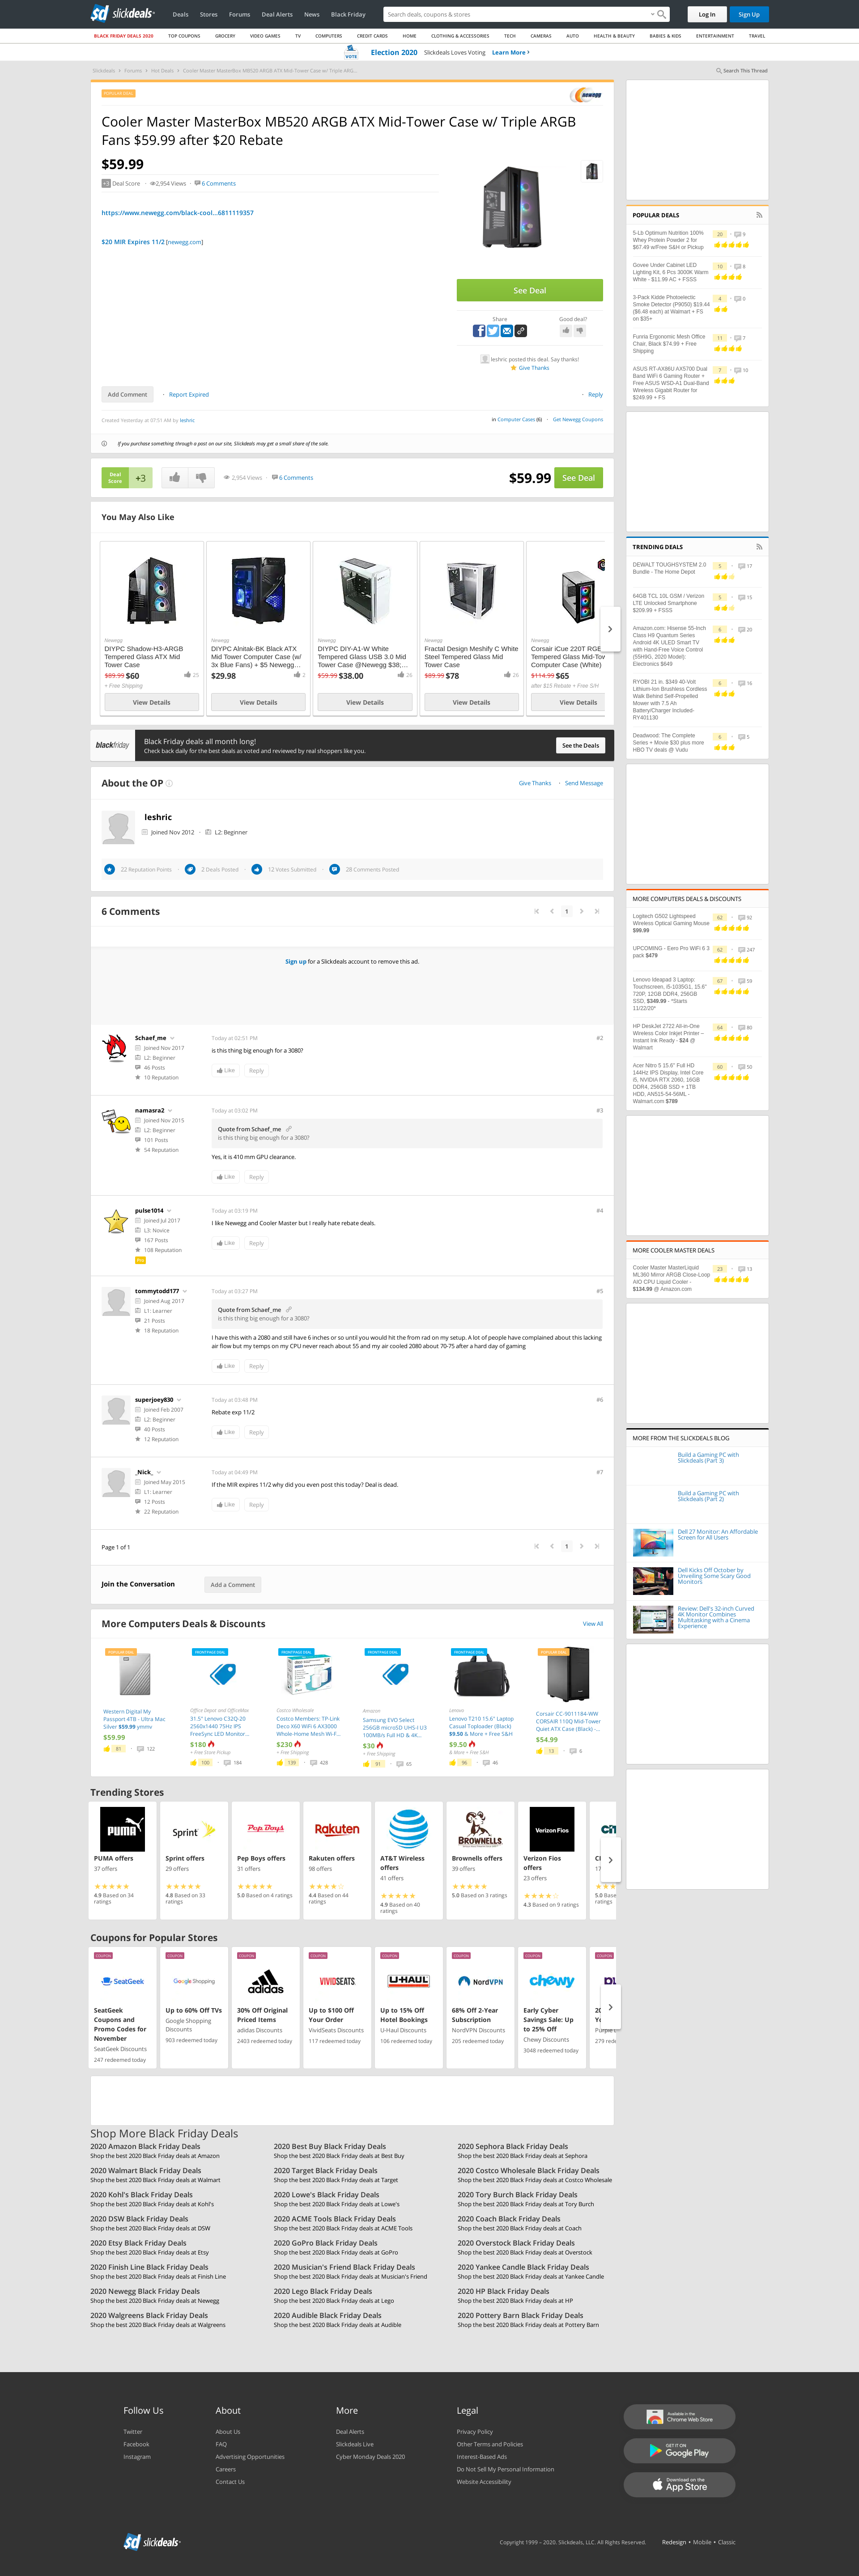 slickdeals
Deals
Stores
Forums
Deal Alerts
News
Black Friday
Search deals, coupons & stores
Log In
Sign Up
BLACK FRIDAY DEALS 2020
TOP COUPONS
GROCERY
VIDEO GAMES
TV
COMPUTERS
CREDIT CARDS
HOME
CLOTHING & ACCESSORIES
TECH
CAMERAS
AUTO
HEALTH & BEAUTY
BABIES & KIDS
ENTERTAINMENT
TRAVEL
VOTE
Election 2020 Slickdeals Loves Voting Learn More ›
Slickdeals › Forums › Hot Deals › Cooler Master MasterBox MB520 ARGB ATX Mid-Tower Case w/ Triple ARG...
Search This Thread
POPULAR DEAL
newegg
Cooler Master MasterBox MB520 ARGB ATX Mid-Tower Case w/ Triple ARGB
Fans $59.99 after $20 Rebate
$59.99
+3 Deal Score
2,954 Views
6 Comments
https://www.newegg.com/black-cool...6811119357
$20 MIR Expires 11/2 [newegg.com]
See Deal
Share
Good deal?
leshric posted this deal. Say thanks!
Give Thanks
Add Comment
Report Expired
Reply
Created Yesterday at 07:51 AM by leshric
in Computer Cases (6)
Get Newegg Coupons
If you purchase something through a post on our site, Slickdeals may get a small share of the sale.
Deal
Score
+3
2,954 Views
6 Comments
$59.99
See Deal
You May Also Like
Newegg
DIYPC Shadow-H3-ARGB
Tempered Glass ATX Mid
Tower Case
$89.99 $60
25
+ Free Shipping
View Details
Newegg
DIYPC Alnitak-BK Black ATX
Mid Tower Computer Case (w/
3x Blue Fans) + $5 Newegg...
$29.98
2
View Details
Newegg
DIYPC DIY-A1-W White
Tempered Glass USB 3.0 Mid
Tower Case @Newegg $38;...
$59.99 $38.00
26
View Details
Newegg
Fractal Design Meshify C White
Steel Tempered Glass Mid
Tower Case
$89.99 $78
26
View Details
Newegg
Corsair iCue 220T RGB
Tempered Glass Mid-Tow
Computer Case (White)
$114.99 $65
after $15 Rebate + Free S/H
View Details
blackfriday
Black Friday deals all month long!
Check back daily for the best deals as voted and reviewed by real shoppers like you.
See the Deals
About the OP
Give Thanks
Send Message
leshric
Joined Nov 2012
L2: Beginner
22 Reputation Points
2 Deals Posted
12 Votes Submitted
28 Comments Posted
6 Comments
1
Sign up for a Slickdeals account to remove this ad.
Schaef_me
Joined Nov 2017
L2: Beginner
46 Posts
10 Reputation
Today at 02:51 PM
#2
is this thing big enough for a 3080?
Like
Reply
namasra2
Joined Nov 2015
L2: Beginner
101 Posts
54 Reputation
Today at 03:02 PM
#3
Quote from Schaef_me
is this thing big enough for a 3080?
Yes, it is 410 mm GPU clearance.
Like
Reply
pulse1014
Joined Jul 2017
L3: Novice
167 Posts
108 Reputation
Pro
Today at 03:19 PM
#4
I like Newegg and Cooler Master but I really hate rebate deals.
Like
Reply
tommytodd177
Joined Aug 2017
L1: Learner
21 Posts
18 Reputation
Today at 03:27 PM
#5
Quote from Schaef_me
is this thing big enough for a 3080?
I have this with a 2080 and still have 6 inches or so until you would hit the from rad on my setup. A lot of people have complained about this lacking
air flow but my temps on my CPU never reach about 55 and my air cooled 2080 about 70-75 after a hard day of gaming
Like
Reply
superjoey830
Joined Feb 2007
L2: Beginner
40 Posts
12 Reputation
Today at 03:48 PM
#6
Rebate exp 11/2
Like
Reply
_Nick_
Joined May 2015
L1: Learner
12 Posts
22 Reputation
Today at 04:49 PM
#7
If the MIR expires 11/2 why did you even post this today? Deal is dead.
Like
Reply
Page 1 of 1
1
Join the Conversation
Add a Comment
More Computers Deals & Discounts
View All
POPULAR DEAL
Western Digital My
Passport 4TB - Ultra Mac
Silver $59.99 ymmv
$59.99
81
122
FRONTPAGE DEAL
Office Depot and OfficeMax
31.5" Lenovo C32Q-20
2560x1440 75Hz IPS
FreeSync LED Monitor...
$180
+ Free Store Pickup
100
184
FRONTPAGE DEAL
Costco Wholesale
Costco Members: TP-Link
Deco X60 WiFi 6 AX3000
Whole-Home Mesh Wi-F...
$230
+ Free Shipping
139
428
FRONTPAGE DEAL
Amazon
Samsung EVO Select
256GB microSD UHS-I U3
100MB/s Full HD & 4K...
$30
+ Free Shipping
91
65
FRONTPAGE DEAL
Lenovo
Lenovo T210 15.6" Laptop
Casual Toploader (Black)
$9.50 & More + Free S&H
$9.50
& More + Free S&H
96
46
POPULAR DEAL
Corsair CC-9011184-WW
CORSAIR 110Q Mid-Tower
Quiet ATX Case (Black) -...
$54.99
13
6
Trending Stores
PUMA
PUMA offers
37 offers
4.9 Based on 34
ratings
Sprint
Sprint offers
29 offers
4.8 Based on 33
ratings
Pep Boys
Pep Boys offers
31 offers
5.0 Based on 4 ratings
Rakuten
Rakuten offers
98 offers
4.4 Based on 44
ratings
AT&T Wireless
offers
41 offers
4.9 Based on 40
ratings
BROWNELLS
Brownells offers
39 offers
5.0 Based on 3 ratings
Verizon Fios
Verizon Fios
offers
23 offers
4.3 Based on 9 ratings
Coupons for Popular Stores
COUPON
SeatGeek
SeatGeek
Coupons and
Promo Codes for
November
SeatGeek Discounts
247 redeemed today
COUPON
Google Shopping
Up to 60% Off TVs
Google Shopping
Discounts
903 redeemed today
adidas
30% Off Original
Priced Items
adidas Discounts
2403 redeemed today
COUPON
VIVIDSEATS
Up to $100 Off
Your Order
VividSeats Discounts
117 redeemed today
COUPON
U-HAUL
Up to 15% Off
Hotel Bookings
U-Haul Discounts
106 redeemed today
COUPON
NordVPN
68% Off 2-Year
Subscription
NordVPN Discounts
205 redeemed today
COUPON
chewy
Early Cyber
Savings Sale: Up
to 25% Off
Chewy Discounts
3048 redeemed today
COUPON
Shop More Black Friday Deals
2020 Amazon Black Friday Deals
Shop the best 2020 Black Friday deals at Amazon
2020 Best Buy Black Friday Deals
Shop the best 2020 Black Friday deals at Best Buy
2020 Sephora Black Friday Deals
Shop the best 2020 Black Friday deals at Sephora
2020 Walmart Black Friday Deals
Shop the best 2020 Black Friday deals at Walmart
2020 Target Black Friday Deals
Shop the best 2020 Black Friday deals at Target
2020 Costco Wholesale Black Friday Deals
Shop the best 2020 Black Friday deals at Costco Wholesale
2020 Kohl's Black Friday Deals
Shop the best 2020 Black Friday deals at Kohl's
2020 Lowe's Black Friday Deals
Shop the best 2020 Black Friday deals at Lowe's
2020 Tory Burch Black Friday Deals
Shop the best 2020 Black Friday deals at Tory Burch
2020 DSW Black Friday Deals
Shop the best 2020 Black Friday deals at DSW
2020 ACME Tools Black Friday Deals
Shop the best 2020 Black Friday deals at ACME Tools
2020 Coach Black Friday Deals
Shop the best 2020 Black Friday deals at Coach
2020 Etsy Black Friday Deals
Shop the best 2020 Black Friday deals at Etsy
2020 GoPro Black Friday Deals
Shop the best 2020 Black Friday deals at GoPro
2020 Overstock Black Friday Deals
Shop the best 2020 Black Friday deals at Overstock
2020 Finish Line Black Friday Deals
Shop the best 2020 Black Friday deals at Finish Line
2020 Musician's Friend Black Friday Deals
Shop the best 2020 Black Friday deals at Musician's Friend
2020 Yankee Candle Black Friday Deals
Shop the best 2020 Black Friday deals at Yankee Candle
2020 Newegg Black Friday Deals
Shop the best 2020 Black Friday deals at Newegg
2020 Lego Black Friday Deals
Shop the best 2020 Black Friday deals at Lego
2020 HP Black Friday Deals
Shop the best 2020 Black Friday deals at HP
2020 Walgreens Black Friday Deals
Shop the best 2020 Black Friday deals at Walgreens
2020 Audible Black Friday Deals
Shop the best 2020 Black Friday deals at Audible
2020 Pottery Barn Black Friday Deals
Shop the best 2020 Black Friday deals at Pottery Barn
POPULAR DEALS
5-Lb Optimum Nutrition 100%
Whey Protein Powder 2 for
$67.49 w/Free S&H or Pickup
20
9
Govee Under Cabinet LED
Lighting Kit, 6 Pcs 3000K Warm
White - $11.99 AC + FSSS
10
8
3-Pack Kidde Photoelectic
Smoke Detector (P9050) $19.44
($6.48 each) at Walmart + FS
on $35+
4
0
Furinla Ergonomic Mesh Office
Chair, Black $74.99 + Free
Shipping
11
7
ASUS RT-AX86U AX5700 Dual
Band WiFi 6 Gaming Router +
Free ASUS WSD-A1 Dual-Band
Wireless Gigabit Router for
$249.99 + FS
7
10
TRENDING DEALS
DEWALT TOUGHSYSTEM 2.0
Bundle - The Home Depot
5
17
64GB TCL 10L GSM / Verizon
LTE Unlocked Smartphone
$209.99 + FSSS
5
15
Amazon.com: Hisense 55-Inch
Class H9 Quantum Series
Android 4K ULED Smart TV
with Hand-Free Voice Control
(55H9G, 2020 Model):
Electronics $649
6
20
RYOBI 21 in. $349 40-Volt
Lithium-Ion Brushless Cordless
Walk Behind Self-Propelled
Mower with 7.5 Ah
Battery/Charger Included-
RY401130
6
16
Deadwood: The Complete
Series + Movie $30 plus more
HBO TV deals @ Vudu
6
5
MORE COMPUTERS DEALS & DISCOUNTS
Logitech G502 Lightspeed
Wireless Optical Gaming Mouse
$99.99
62
92
UPCOMING - Eero Pro WiFi 6 3
pack $479
62
247
Lenovo Ideapad 3 Laptop:
Touchscreen, i5-1035G1, 15.6"
720P, 12GB DDR4, 256GB
SSD, $349.99 - *Starts
11/22/20*
67
59
HP DeskJet 2722 All-in-One
Wireless Color Inkjet Printer –
Instant Ink Ready - $24 @
Walmart
64
80
Acer Nitro 5 15.6" Full HD
144Hz IPS Display, Intel Core
i5, NVIDIA RTX 2060, 16GB
DDR4, 256GB SSD + 1TB
HDD, AN515-54-56ML -
Walmart.com $789
60
50
MORE COOLER MASTER DEALS
Cooler Master MasterLiquid
ML360 Mirror ARGB Close-Loop
AIO CPU Liquid Cooler -
$134.99 @ Amazon.com
23
13
MORE FROM THE SLICKDEALS BLOG
Build a Gaming PC with
Slickdeals (Part 3)
Build a Gaming PC with
Slickdeals (Part 2)
Dell 27 Monitor: An Affordable
Screen for All Users
Dell Kicks Off October by
Unveiling Some Scary Good
Monitors
Review: Dell's 32-inch Curved
4K Monitor Combines
Multitasking with a Cinema
Experience
Follow Us
Twitter
Facebook
Instagram
About
About Us
FAQ
Advertising Opportunities
Careers
Contact Us
More
Deal Alerts
Slickdeals Live
Cyber Monday Deals 2020
Legal
Privacy Policy
Other Terms and Policies
Interest-Based Ads
Do Not Sell My Personal Information
Website Accessibility
Available in the
Chrome Web Store
GET IT ON
Google Play
Download on the
App Store
slickdeals
Copyright 1999 – 2020. Slickdeals, LLC. All Rights Reserved.
Redesign • Mobile • Classic